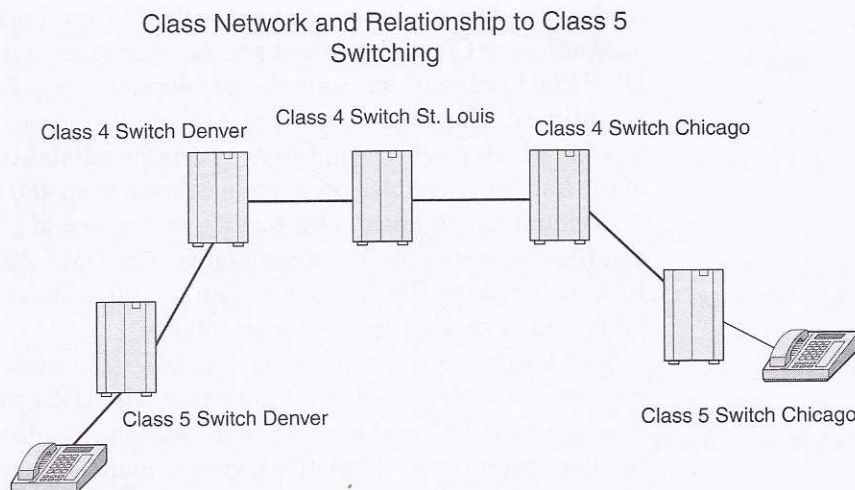 Class Network and Relationship to Class 5
Switching
Class 4 Switch Denver
Class 4 Switch St. Louis
Class 4 Switch Chicago
Class 5 Switch Denver
Class 5 Switch Chicago